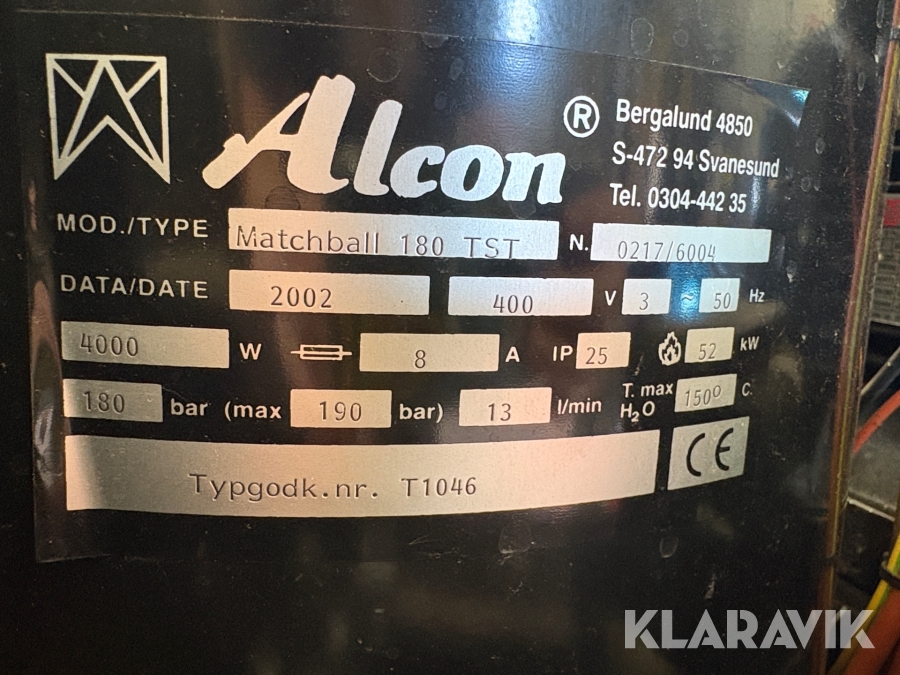 Alcon ®
Bergalund 4850
S-472 94 Svanesund
Tel. 0304-442 35
MOD./TYPE Matchball 180 TST N. 0217/6004
DATA/DATE 2002 400 V 3 ~ 50 Hz
4000 W 8 A IP 25 52 kW
180 bar (max 190 bar) 13 l/min T. max H2O 150º C.
Typgodk.nr. T1046 CE
KLARAVIK